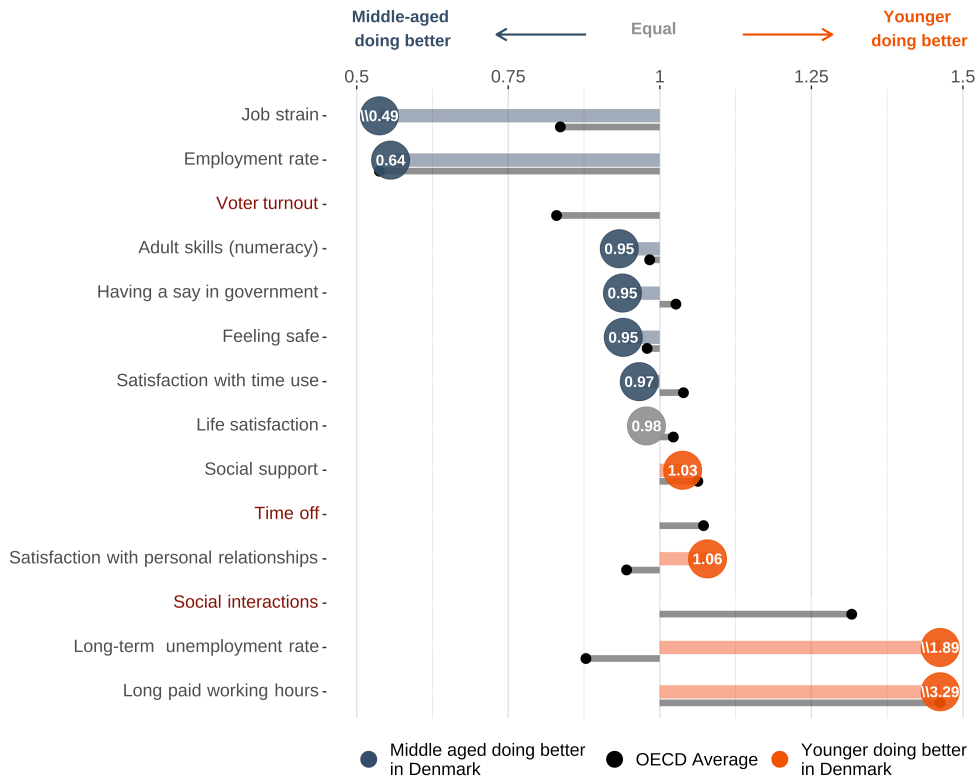 Middle-aged
doing better
Equal
Younger
doing better
0.5 0.75 1 1.25 1.5
Job strain
\\0.49
Employment rate
0.64
Voter turnout
Adult skills (numeracy)
0.95
Having a say in government
0.95
Feeling safe
0.95
Satisfaction with time use
0.97
Life satisfaction
0.98
Social support
1.03
Time off
Satisfaction with personal relationships
1.06
Social interactions
Long-term unemployment rate
\\1.89
Long paid working hours
\\3.29
Middle aged doing better
in Denmark
OECD Average
Younger doing better
in Denmark